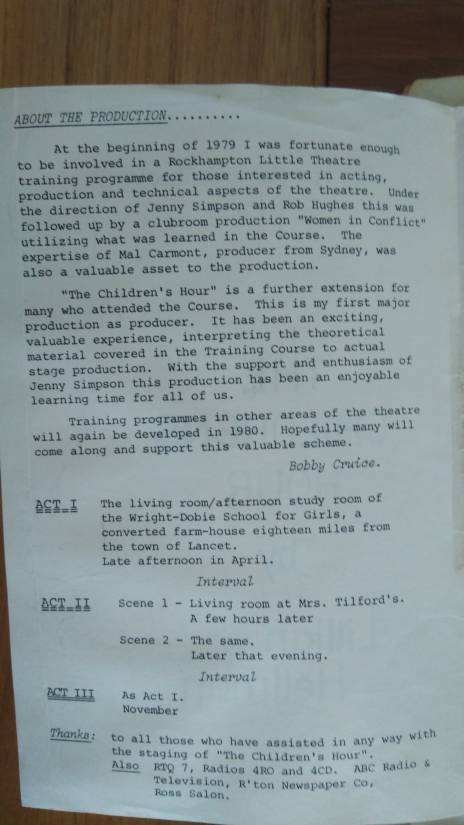 ABOUT THE PRODUCTION..........
At the beginning of 1979 I was fortunate enough
to be involved in a Rockhampton Little Theatre
training programme for those interested in acting,
production and technical aspects of the theatre. Under
the direction of Jenny Simpson and Rob Hughes this was
followed up by a clubroom production "Women in Conflict"
utilizing what was learned in the Course. The
expertise of Mal Carmont, producer from Sydney, was
also a valuable asset to the production.
"The Children's Hour" is a further extension for
many who attended the Course. This is my first major
production as producer. It has been an exciting,
valuable experience, interpreting the theoretical
material covered in the Training Course to actual
stage production. With the support and enthusiasm of
Jenny Simpson this production has been an enjoyable
learning time for all of us.
Training programmes in other areas of the theatre
will again be developed in 1980. Hopefully many will
come along and support this valuable scheme.
Bobby Cruice.
ACT I The living room/afternoon study room of
the Wright-Dobie School for Girls, a
converted farm-house eighteen miles from
the town of Lancet.
Late afternoon in April.
Interval
ACT II Scene 1 - Living room at Mrs. Tilford's.
A few hours later
Scene 2 - The same.
Later that evening.
Interval
ACT III As Act I.
November
Thanks: to all those who have assisted in any way with
the staging of "The Children's Hour".
Also RTQ 7, Radios 4RO and 4CD. ABC Radio &
Television, R'ton Newspaper Co,
Ross Salon.